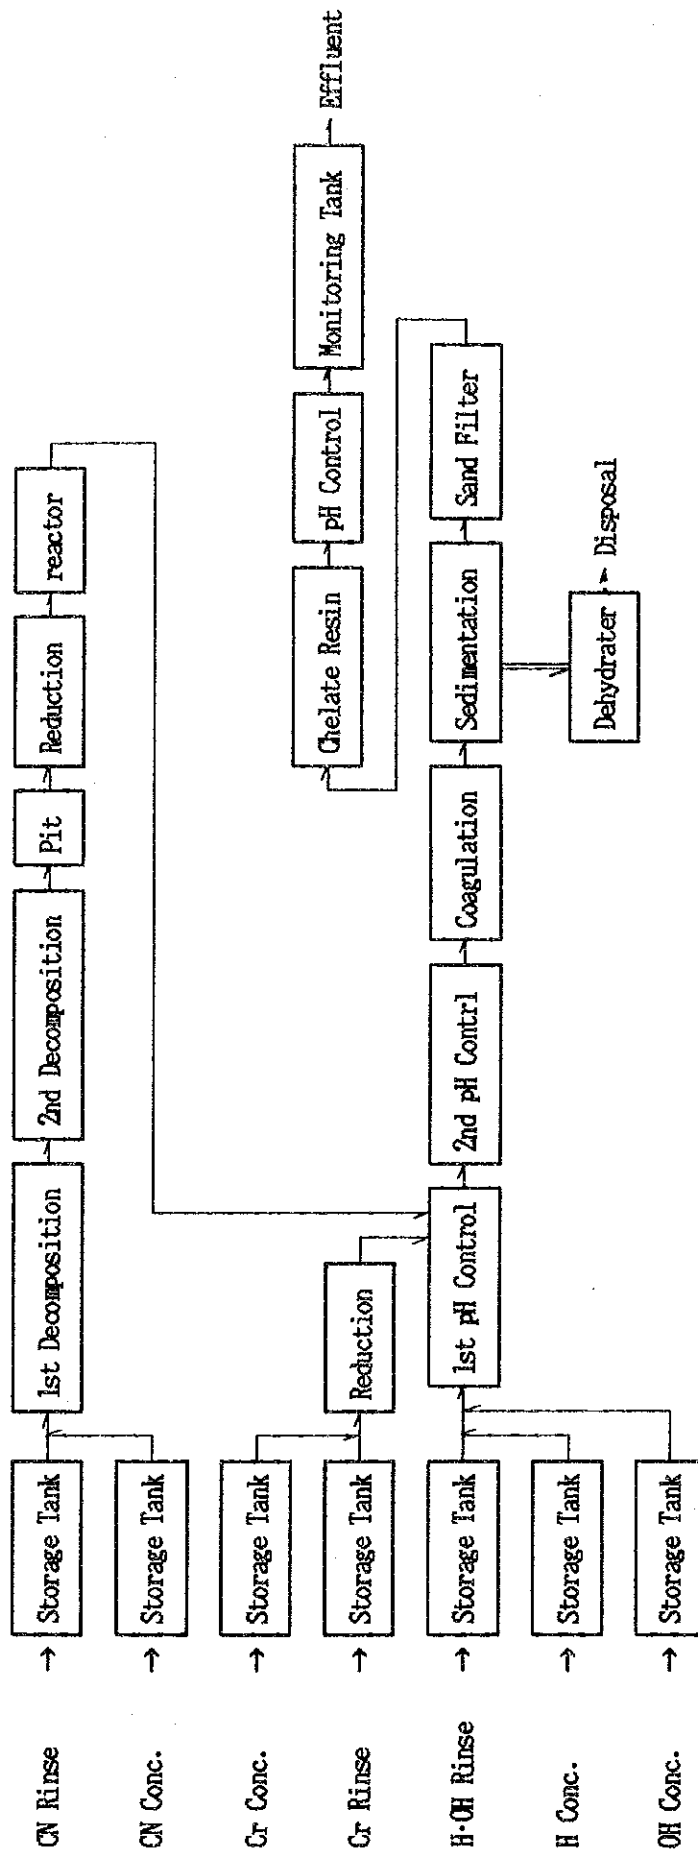 CN Rinse → Storage Tank 1st Decomposition 2nd Decomposition Pit Reduction reactor
CN Conc. → Storage Tank
Cr Conc. → Storage Tank
Cr Rinse → Storage Tank Reduction
Chelate Resin pH Control Monitoring Tank Effluent
H·OH Rinse → Storage Tank 1st pH Control 2nd pH Contrl Coagulation Sedimentation Sand Filter
H Conc. → Storage Tank
Dehydrater Disposal
OH Conc. → Storage Tank